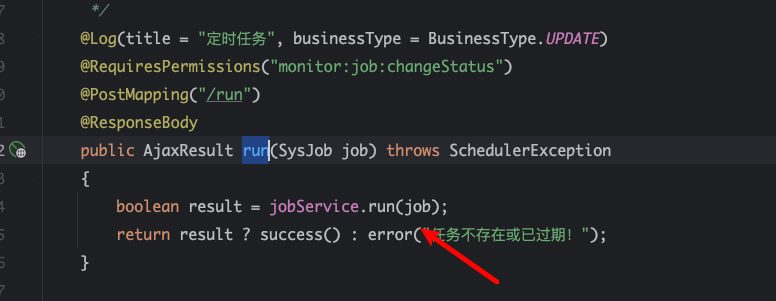 7 */
8 @Log(title = "定时任务", businessType = BusinessType.UPDATE)
9 @RequiresPermissions("monitor:job:changeStatus")
0 @PostMapping("/run")
1 @ResponseBody
2 public AjaxResult run(SysJob job) throws SchedulerException
3 {
4 boolean result = jobService.run(job);
5 return result ? success() : error("任务不存在或已过期！");
6 }
7